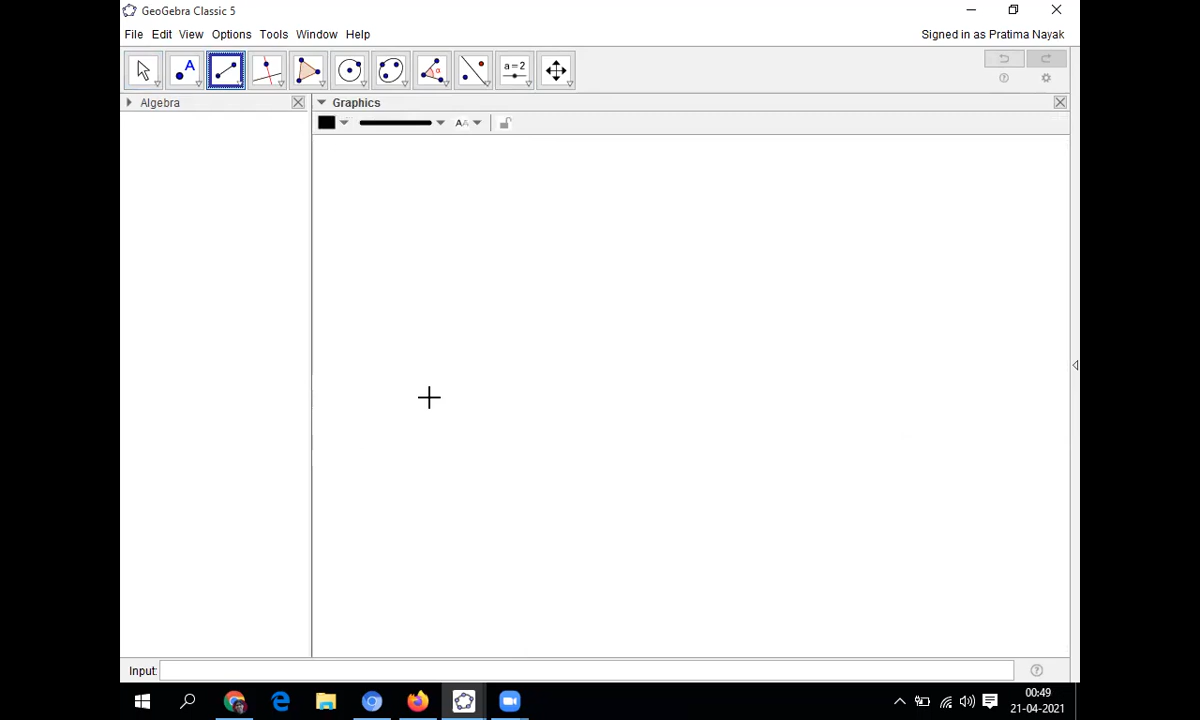 GeoGebra Classic 5
File Edit View Options Tools Window Help
Signed in as Pratima Nayak
A
α
a=2
Algebra
Graphics
AA
Input:
00:49
21-04-2021